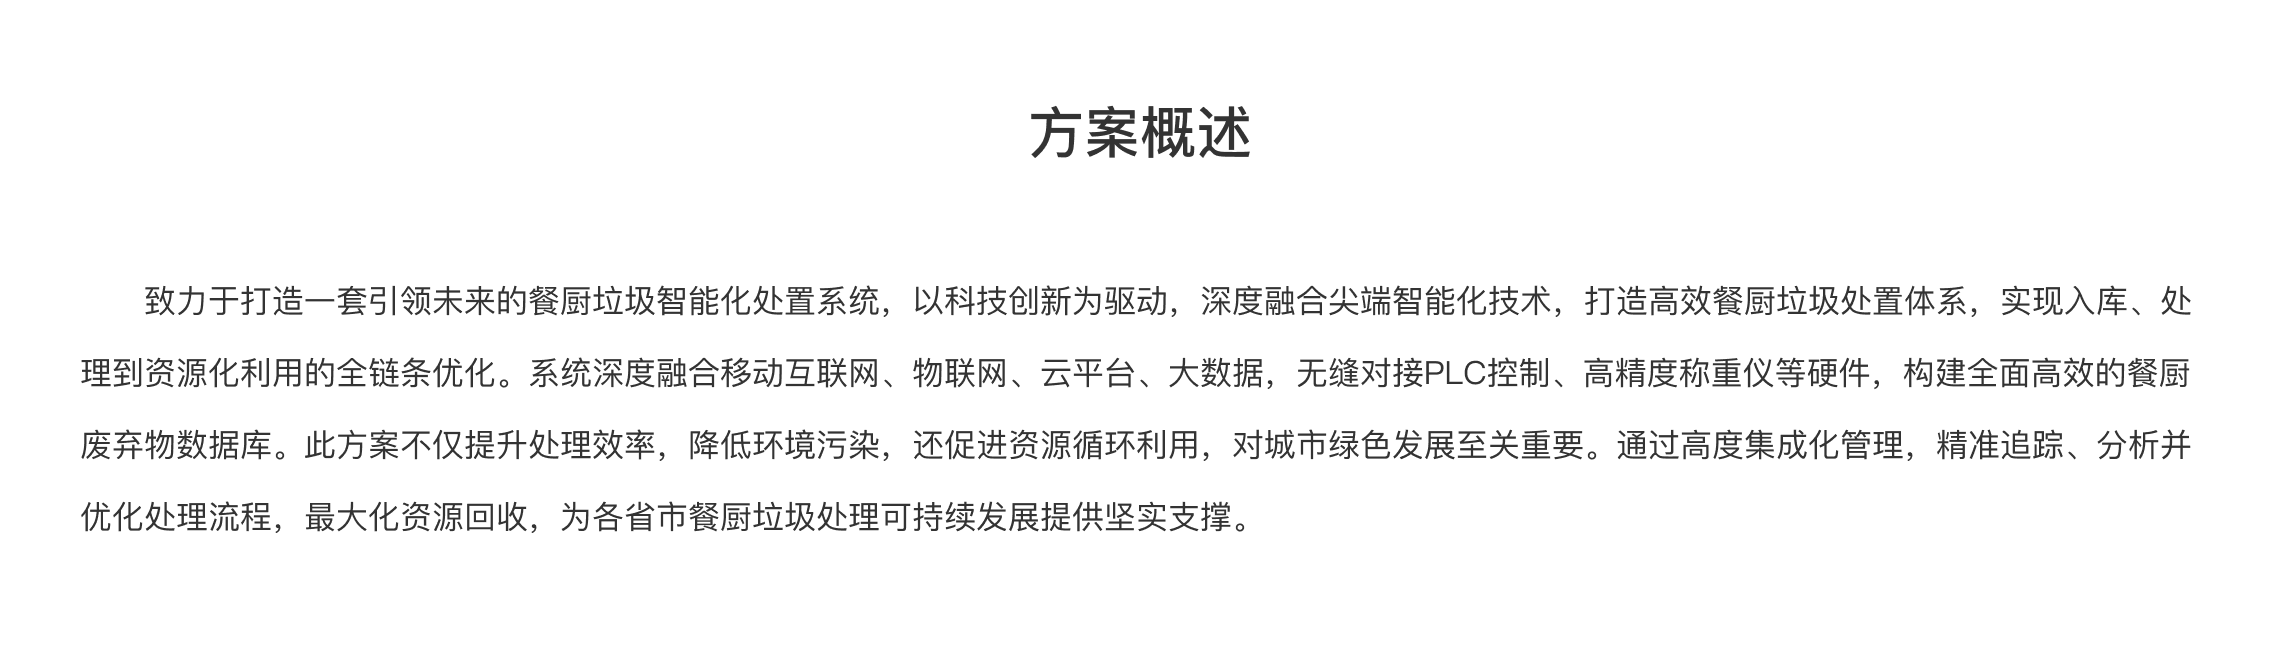 方案概述
致力于打造一套引领未来的餐厨垃圾智能化处置系统，以科技创新为驱动，深度融合尖端智能化技术，打造高效餐厨垃圾处置体系，实现入库、处
理到资源化利用的全链条优化。系统深度融合移动互联网、物联网、云平台、大数据，无缝对接PLC控制、高精度称重仪等硬件，构建全面高效的餐厨
废弃物数据库。此方案不仅提升处理效率，降低环境污染，还促进资源循环利用，对城市绿色发展至关重要。通过高度集成化管理，精准追踪、分析并
优化处理流程，最大化资源回收，为各省市餐厨垃圾处理可持续发展提供坚实支撑。